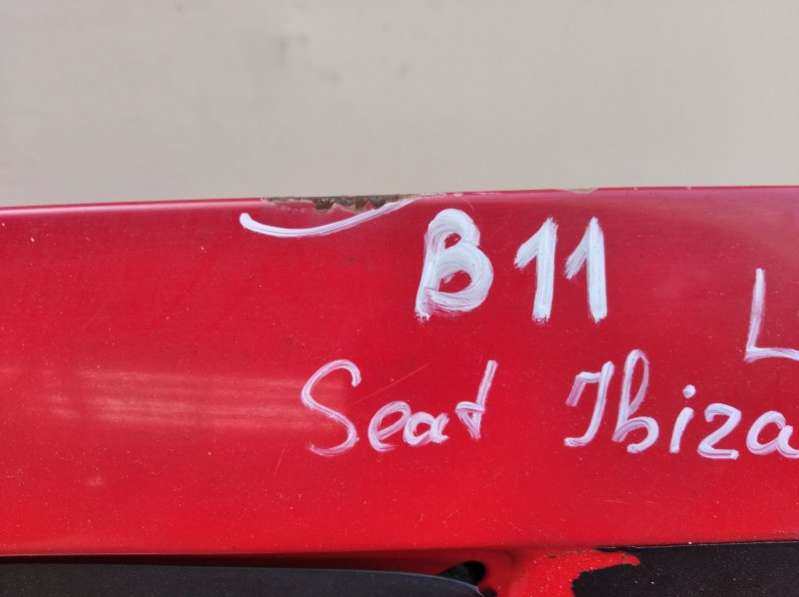 B11 L
Seat Ibiza